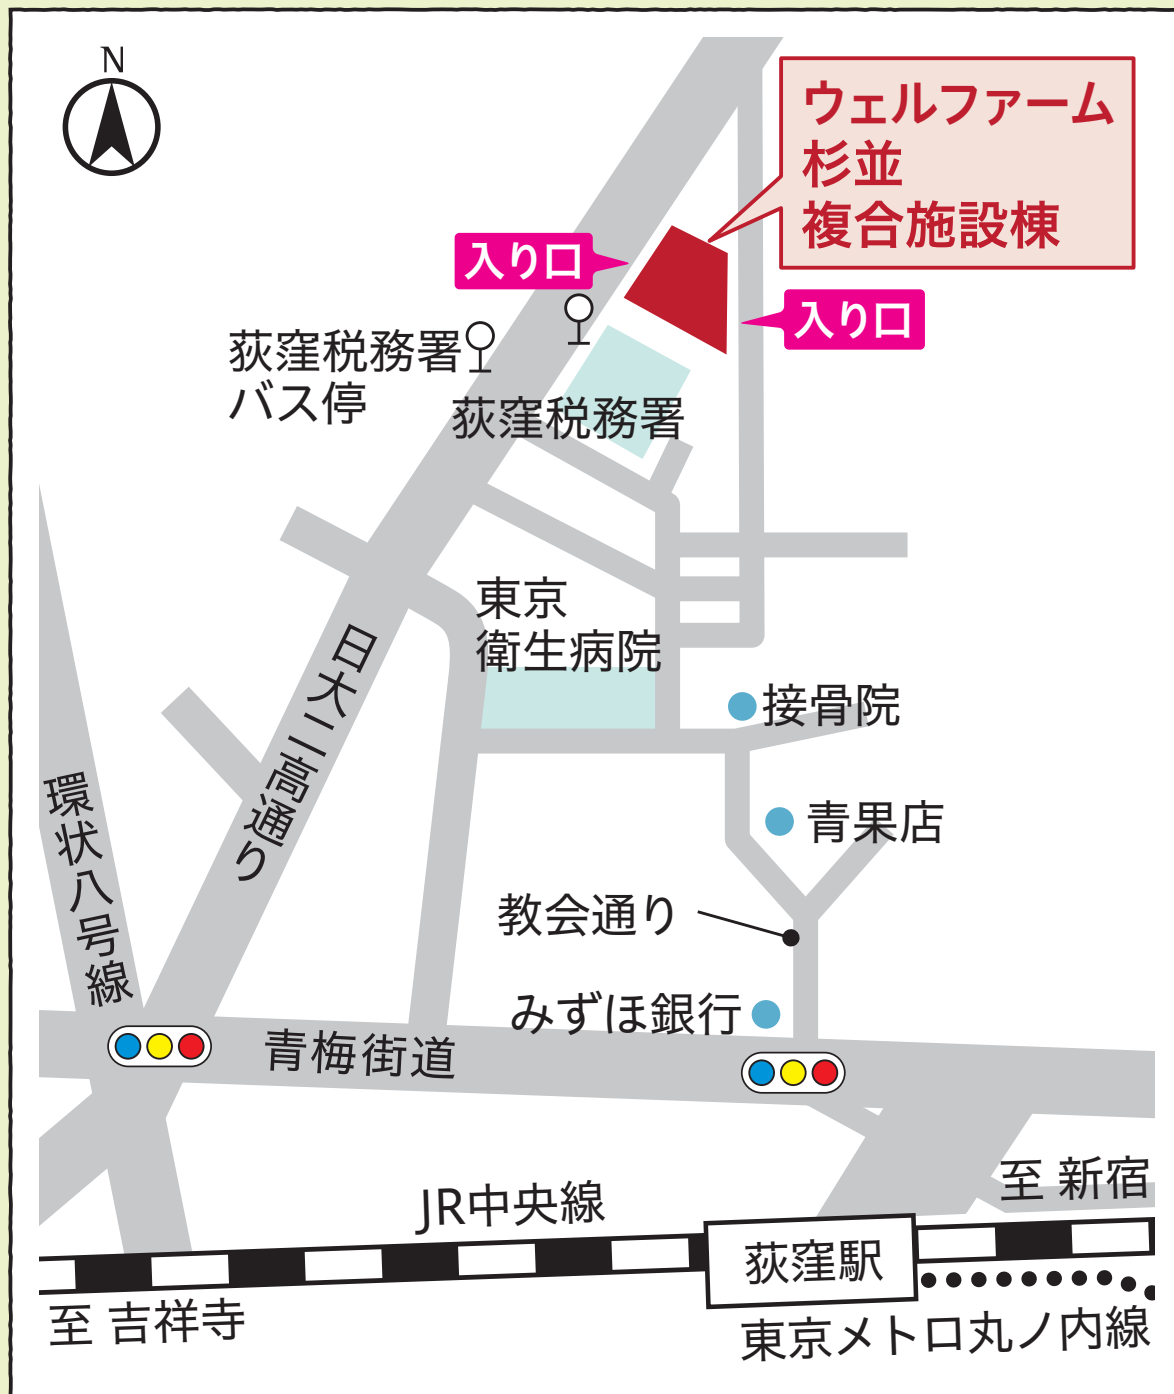 N
ウェルファーム
杉並
複合施設棟
入り口
入り口
荻窪税務署
バス停
荻窪税務署
東京
衛生病院
日大二高通り
接骨院
環状八号線
青果店
教会通り
みずほ銀行
青梅街道
至 新宿
JR中央線
荻窪駅
至 吉祥寺
東京メトロ丸ノ内線